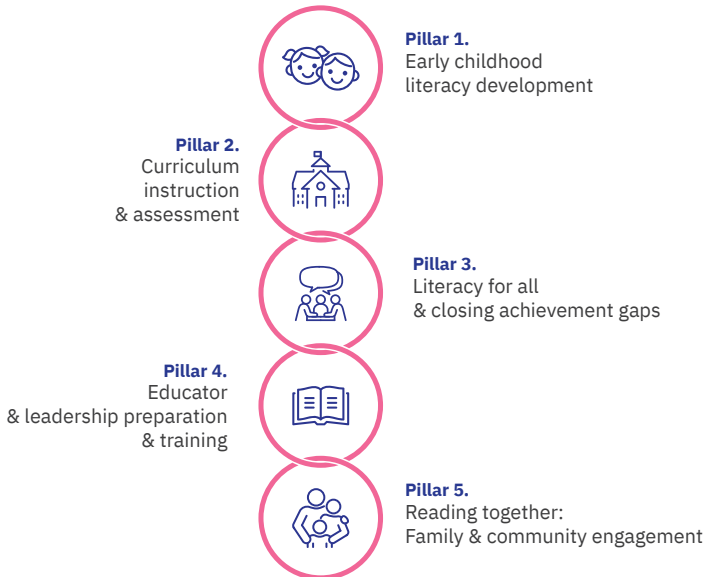 Pillar 1.
Early childhood
literacy development
Pillar 2.
Curriculum
instruction
& assessment
Pillar 3.
Literacy for all
& closing achievement gaps
Pillar 4.
Educator
& leadership preparation
& training
Pillar 5.
Reading together:
Family & community engagement